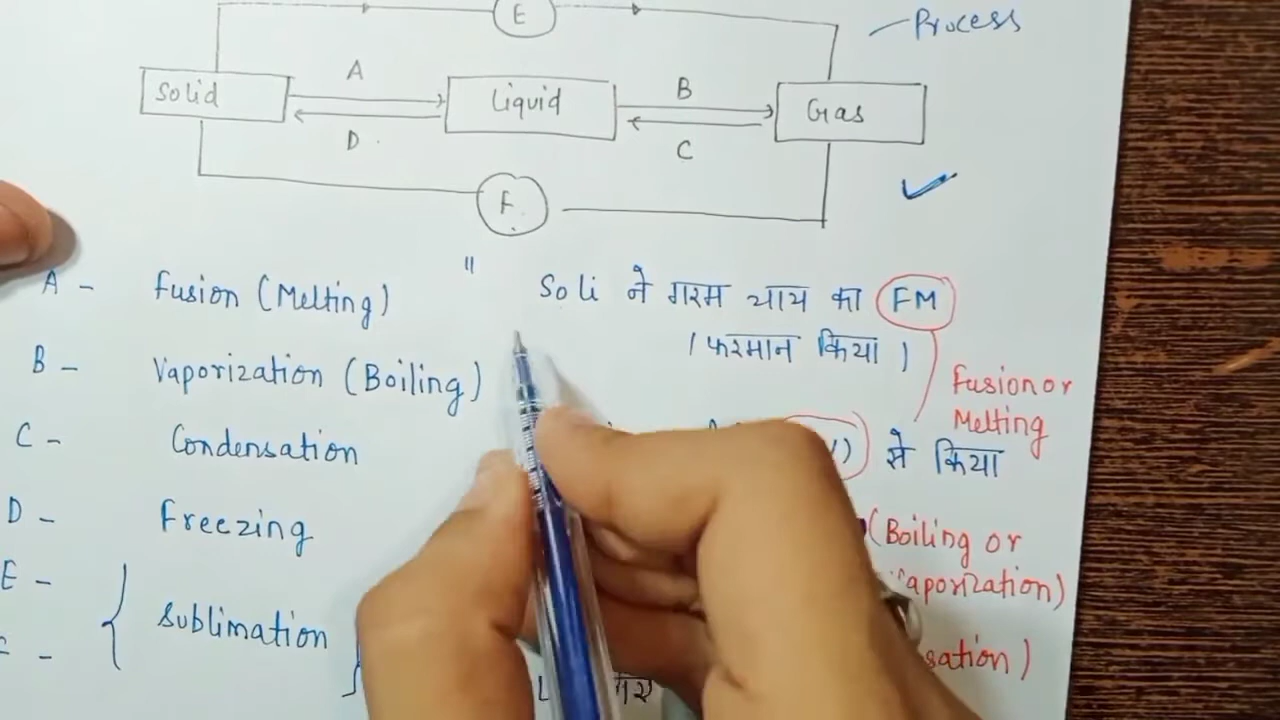 E
Process
Solid
A
Liquid
B
Gas
D
C
F
A - Fusion (Melting)
" Soli ने गरम चाय का FM
(फरमान किया)
Fusion or
Melting
B - Vaporization (Boiling)
C - Condensation
से किया
D - Freezing
(Boiling or
aporization)
E -
Sublimation
sation)